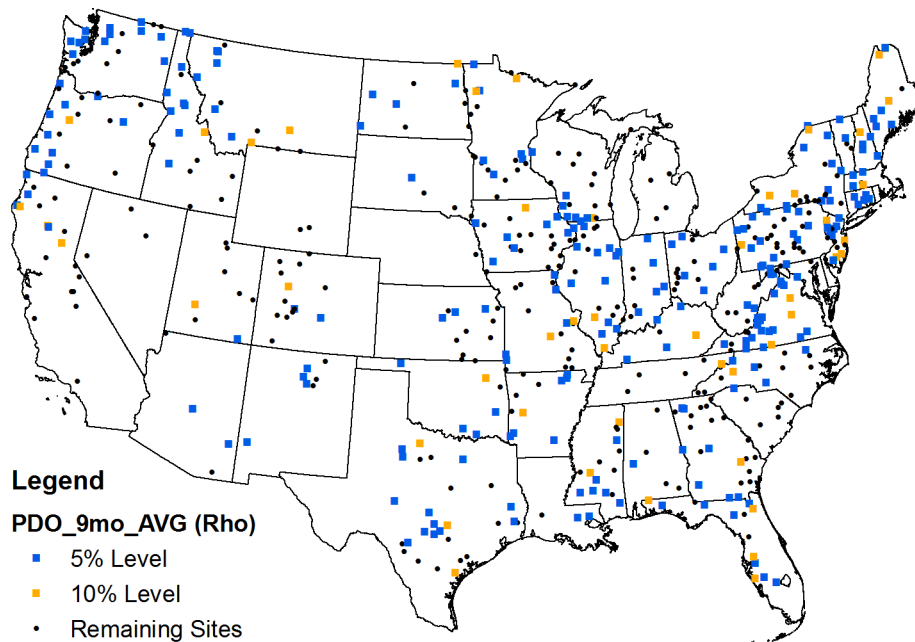 Legend
PDO_9mo_AVG (Rho)
5% Level
10% Level
Remaining Sites